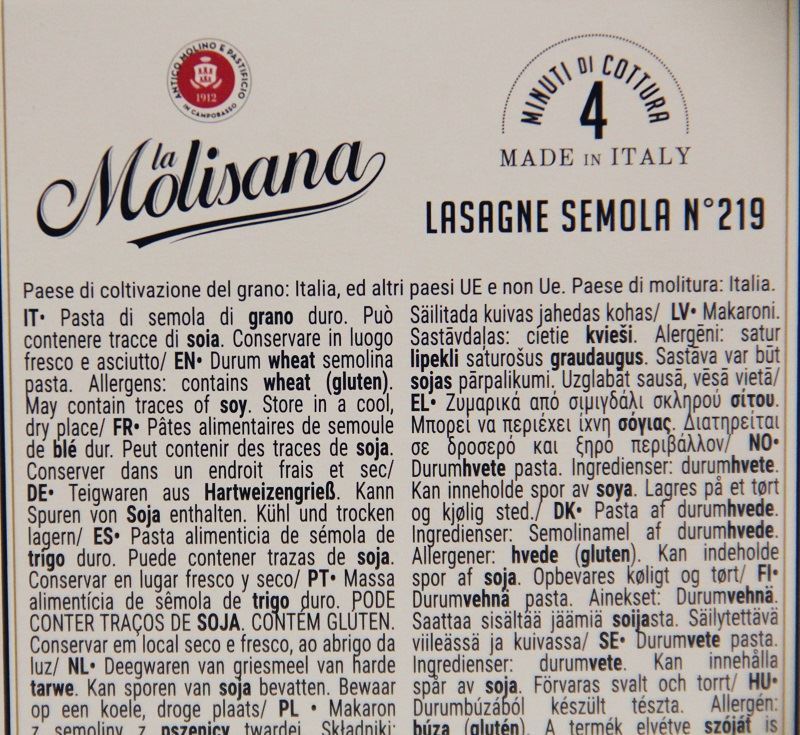 ANTICO MOLINO E PASTIFICIO
1912
IN CAMPOBASSO
la
Molisana
MINUTI DI COTTURA
4
MADE IN ITALY
LASAGNE SEMOLA N°219
Paese di coltivazione del grano: Italia, ed altri paesi UE e non Ue. Paese di molitura: Italia.
IT• Pasta di semola di grano duro. Può
contenere tracce di soia. Conservare in luogo
fresco e asciutto/ EN• Durum wheat semolina
pasta. Allergens: contains wheat (gluten).
May contain traces of soy. Store in a cool,
dry place/ FR• Pâtes alimentaires de semoule
de blé dur. Peut contenir des traces de soja.
Conserver dans un endroit frais et sec/
DE• Teigwaren aus Hartweizengrieß. Kann
Spuren von Soja enthalten. Kühl und trocken
lagern/ ES• Pasta alimenticia de sémola de
trigo duro. Puede contener trazas de soja.
Conservar en lugar fresco y seco/ PT• Massa
alimentícia de sêmola de trigo duro. PODE
CONTER TRAÇOS DE SOJA. CONTÉM GLÚTEN.
Conservar em local seco e fresco, ao abrigo da
luz/ NL• Deegwaren van griesmeel van harde
tarwe. Kan sporen van soja bevatten. Bewaar
op een koele, droge plaats/ PL • Makaron
z semoliny z pszenicy twardej. Składniki:
Säilitada kuivas jahedas kohas/ LV• Makaroni.
Sastāvdaļas: cietie kvieši. Alergēni: satur
lipekli saturošus graudaugus. Sastāva var būt
sojas pārpalikumi. Uzglabāt sausā, vēsā vietā/
EL• Ζυμαρικά από σιμιγδάλι σκληρού σίτου.
Μπορεί να περιέχει ίχνη σόγιας. Διατηρείται
σε δροσερό και ξηρό περιβάλλον/ NO•
Durumhvete pasta. Ingredienser: durumhvete.
Kan inneholde spor av soya. Lagres på et tørt
og kjølig sted./ DK• Pasta af durumhvede.
Ingredienser: Semolinamel af durumhvede.
Allergener: hvede (gluten). Kan indeholde
spor af soja. Opbevares køligt og tørt/ FI•
Durumvehnä pasta. Ainekset: Durumvehnä.
Saattaa sisältää jäämiä soijasta. Säilytettävä
viileässä ja kuivassa/ SE• Durumvete pasta.
Ingredienser: durumvete. Kan innehålla
spår av soja. Förvaras svalt och torrt/ HU•
Durumbúzából készült tészta. Allergén:
búza (glutén). A termék elvétve szóját is